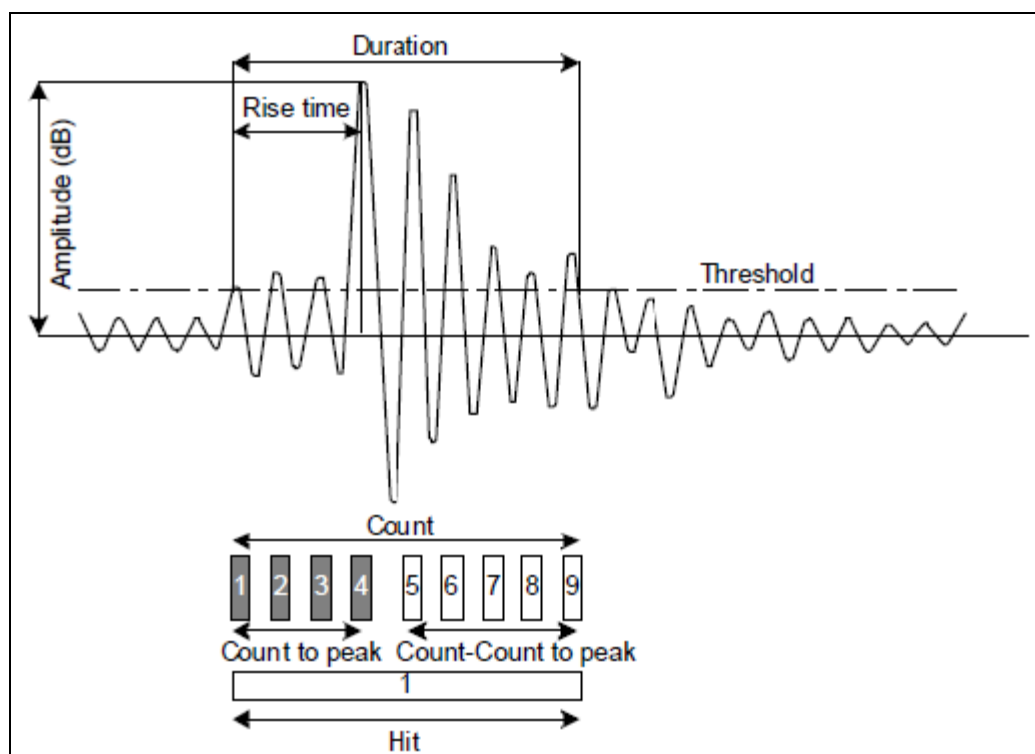 Duration
Rise time
Amplitude (dB)
Threshold
Count
1 2 3 4 5 6 7 8 9
Count to peak Count-Count to peak
1
Hit